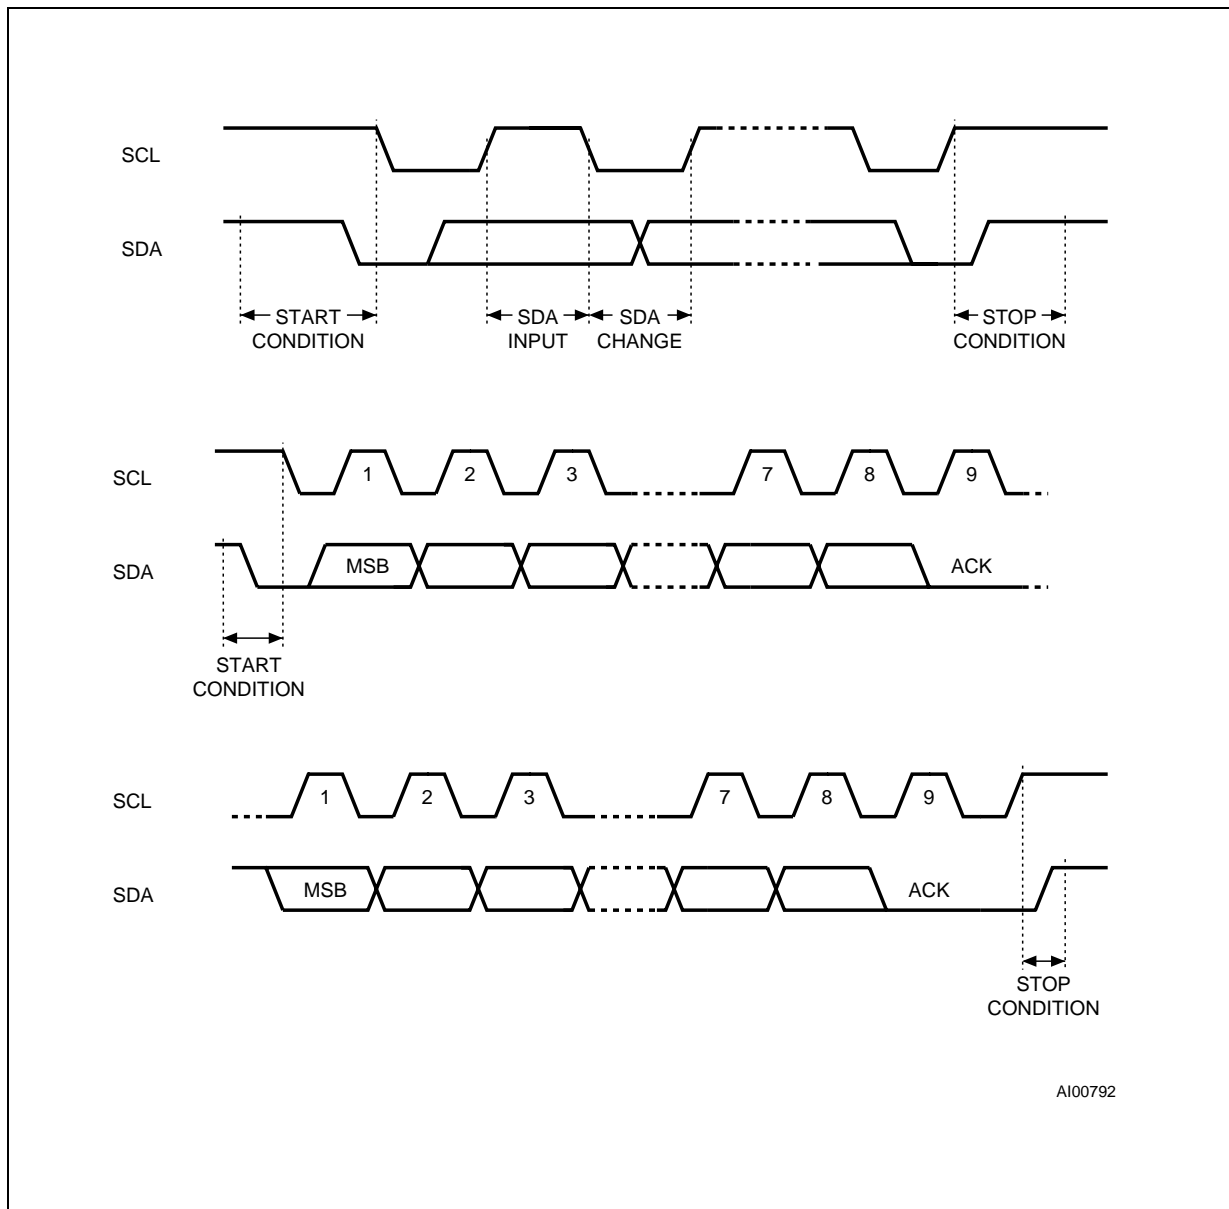 SCL
SDA
START
CONDITION
SDA
INPUT
SDA
CHANGE
STOP
CONDITION
SCL
1 2 3 7 8 9
SDA
MSB ACK
START
CONDITION
SCL
1 2 3 7 8 9
SDA
MSB ACK
STOP
CONDITION
AI00792